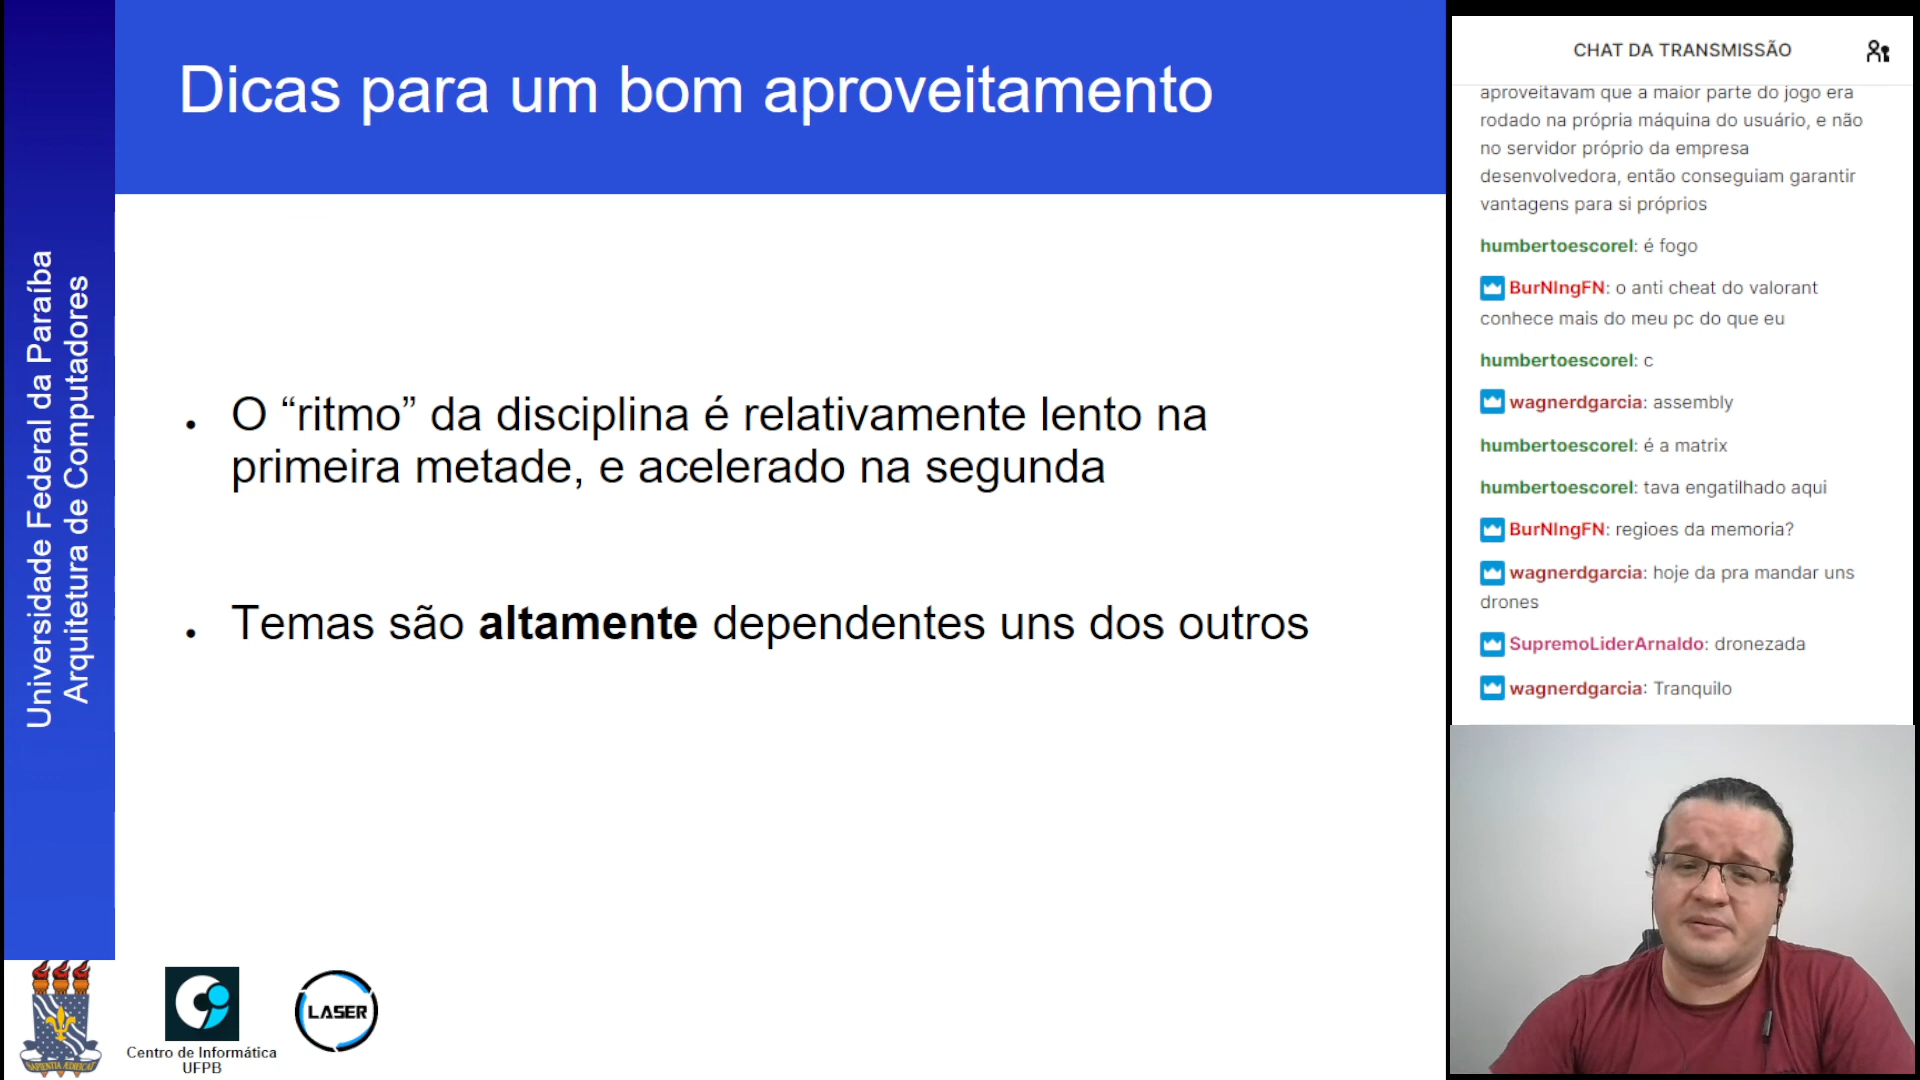 Universidade Federal da Paraíba
Arquitetura de Computadores
Dicas para um bom aproveitamento
• O “ritmo” da disciplina é relativamente lento na
primeira metade, e acelerado na segunda
• Temas são altamente dependentes uns dos outros
SAPIENTIA ÆDIFICAT
Centro de Informática
UFPB
LASER
CHAT DA TRANSMISSÃO
aproveitavam que a maior parte do jogo era
rodado na própria máquina do usuário, e não
no servidor próprio da empresa
desenvolvedora, então conseguiam garantir
vantagens para si próprios
humbertoescorel: é fogo
BurNIngFN: o anti cheat do valorant
conhece mais do meu pc do que eu
humbertoescorel: c
wagnerdgarcia: assembly
humbertoescorel: é a matrix
humbertoescorel: tava engatilhado aqui
BurNIngFN: regioes da memoria?
wagnerdgarcia: hoje da pra mandar uns
drones
SupremoLiderArnaldo: dronezada
wagnerdgarcia: Tranquilo